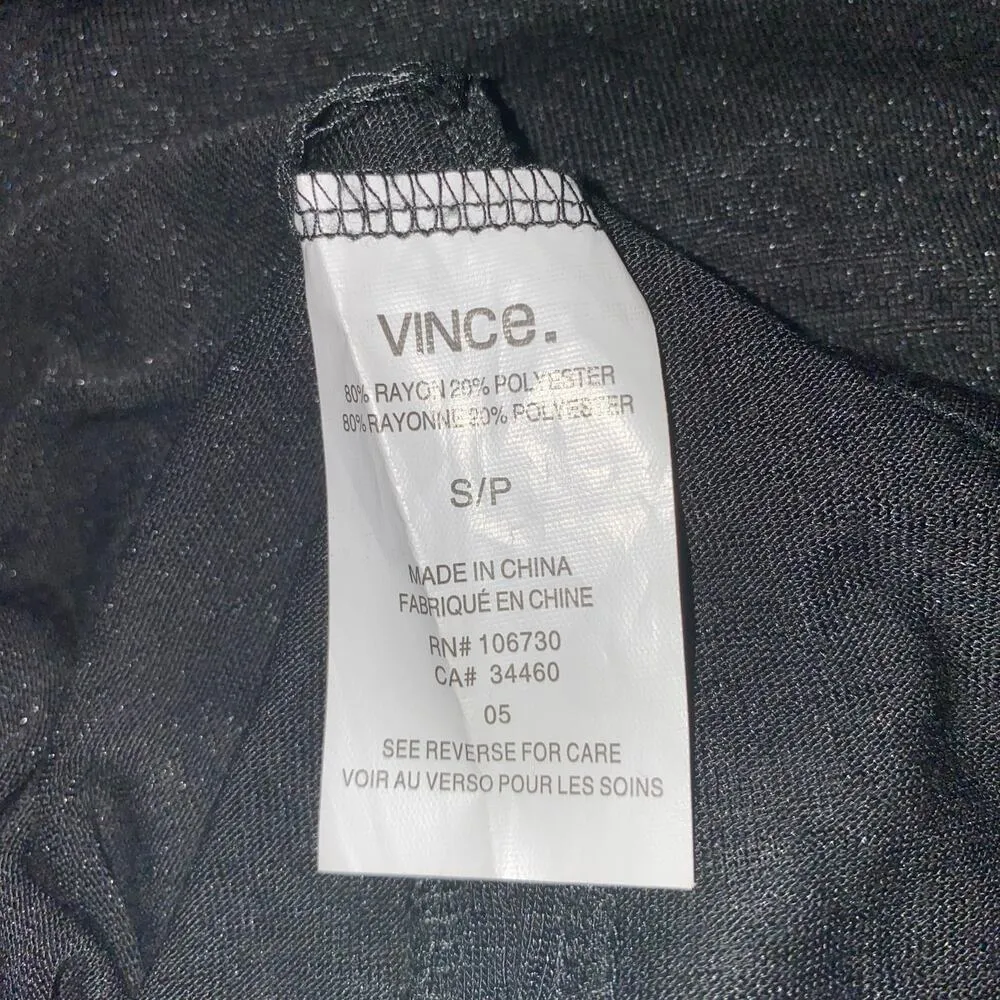 VINCe.
80% RAYON 20% POLYESTER
80% RAYONNE 20% POLYESTER
S/P
MADE IN CHINA
FABRIQUÉ EN CHINE
RN# 106730
CA# 34460
05
SEE REVERSE FOR CARE
VOIR AU VERSO POUR LES SOINS